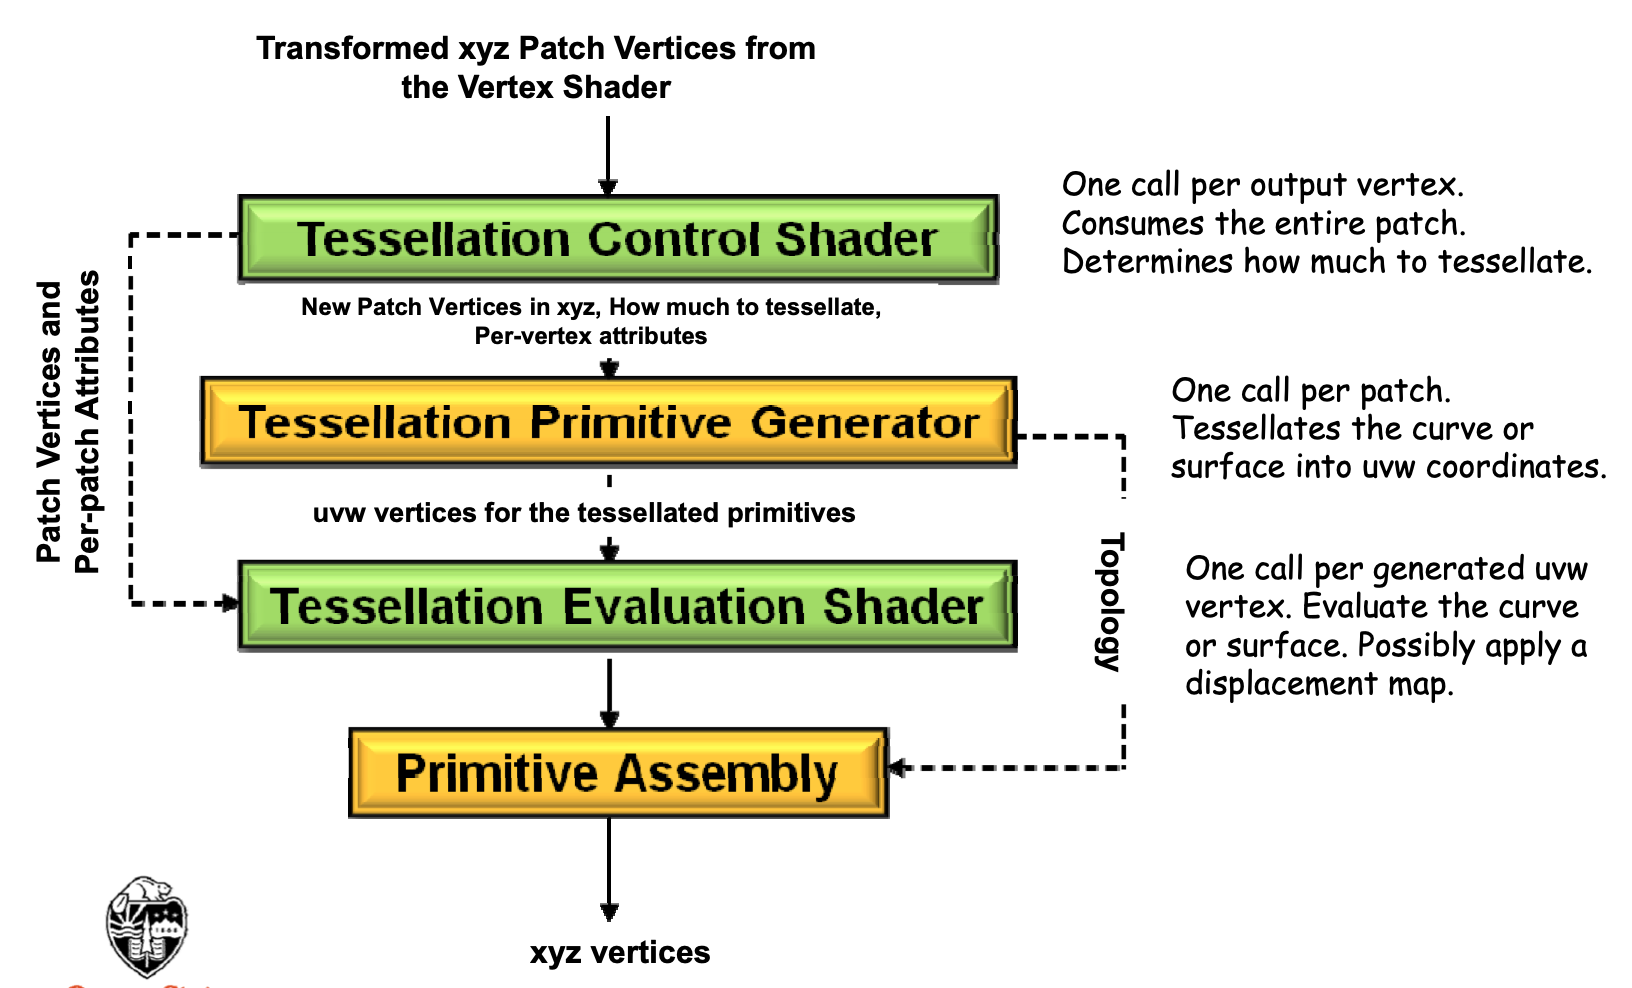 Transformed xyz Patch Vertices from
the Vertex Shader
Tessellation Control Shader
One call per output vertex.
Consumes the entire patch.
Determines how much to tessellate.
Patch Vertices and
Per-patch Attributes
New Patch Vertices in xyz, How much to tessellate,
Per-vertex attributes
Tessellation Primitive Generator
One call per patch.
Tessellates the curve or
surface into uvw coordinates.
uvw vertices for the tessellated primitives
Topology
Tessellation Evaluation Shader
One call per generated uvw
vertex. Evaluate the curve
or surface. Possibly apply a
displacement map.
Primitive Assembly
xyz vertices